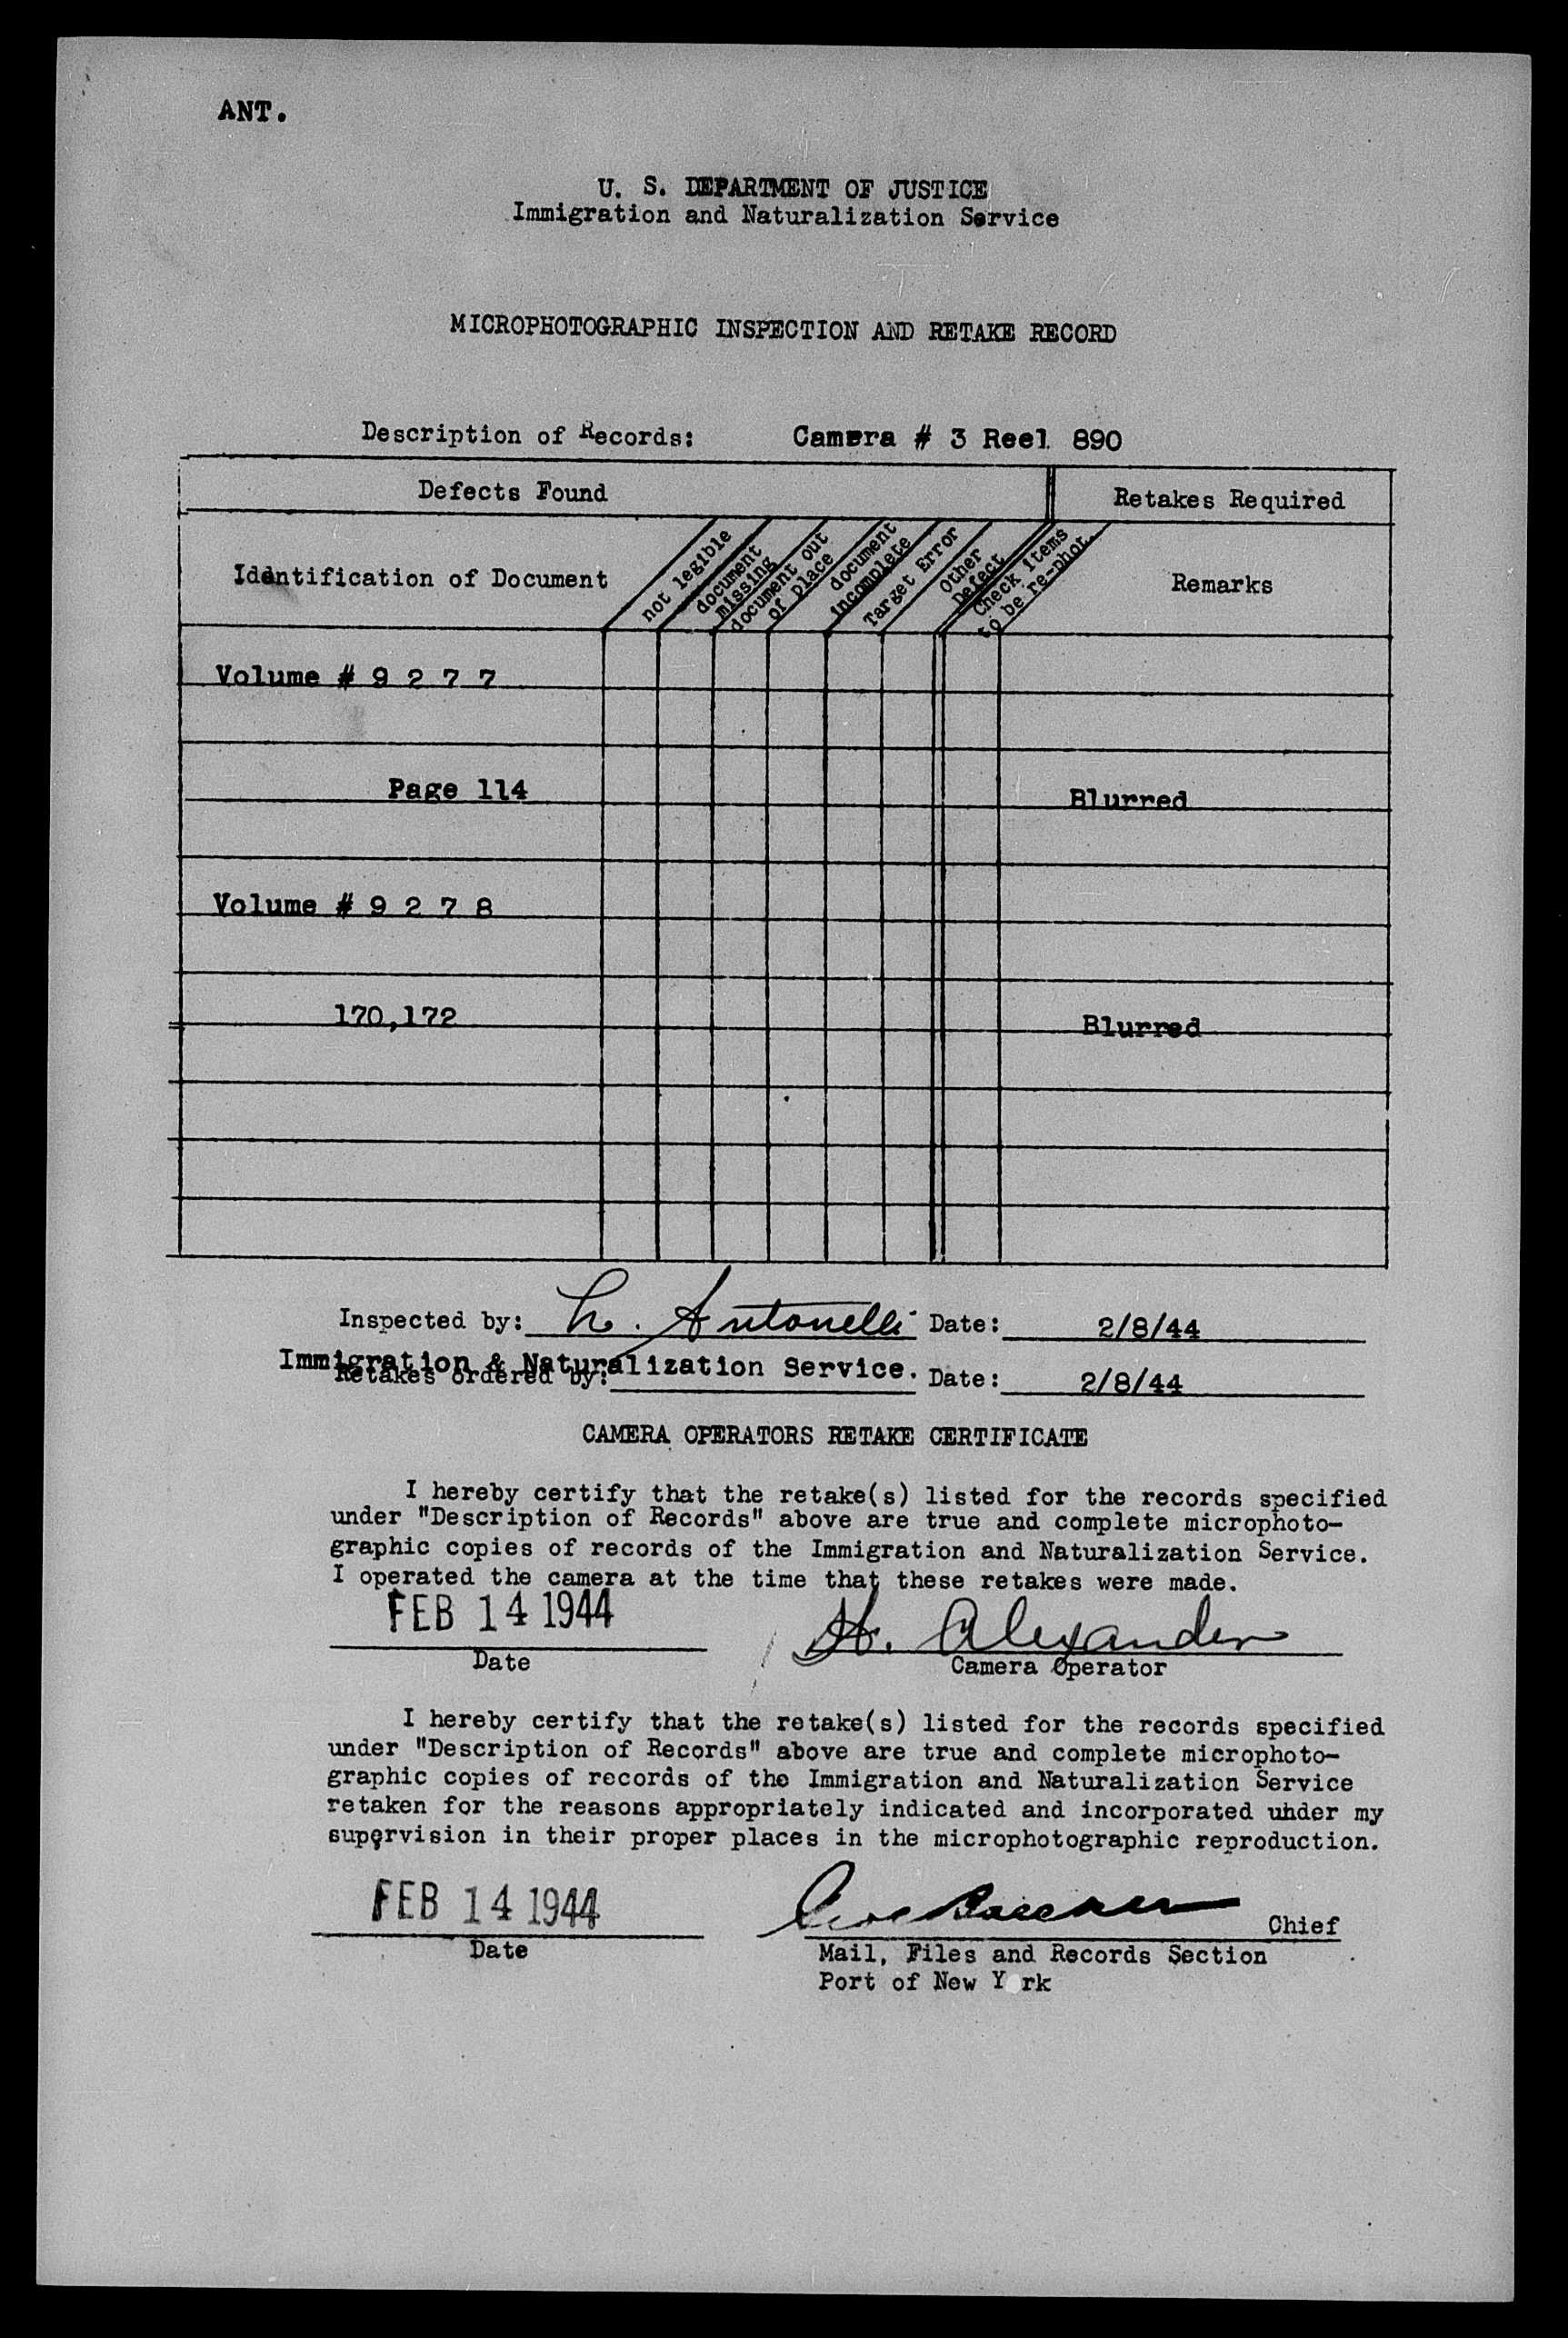 ANT.
U. S. DEPARTMENT OF JUSTICE
Immigration and Naturalization Service
MICROPHOTOGRAPHIC INSPECTION AND RETAKE RECORD
Description of Records: Camera # 3 Reel 890
Defects Found Retakes Required
Identification of Document
not legible
document missing
document out of place
document incomplete
Target Error
Other Defect
Check items to be re-phot.
Remarks
Volume # 9 2 7 7
Page 114 Blurred
Volume # 9 2 7 8
170,172 Blurred
Inspected by: L. Antonelli Date: 2/8/44
Immigration & Naturalization Service.
Retakes ordered by: Date: 2/8/44
CAMERA OPERATORS RETAKE CERTIFICATE
I hereby certify that the retake(s) listed for the records specified
under "Description of Records" above are true and complete microphoto-
graphic copies of records of the Immigration and Naturalization Service.
I operated the camera at the time that these retakes were made.
FEB 14 1944 H. Alexander
Date Camera Operator
I hereby certify that the retake(s) listed for the records specified
under "Description of Records" above are true and complete microphoto-
graphic copies of records of the Immigration and Naturalization Service
retaken for the reasons appropriately indicated and incorporated under my
supervision in their proper places in the microphotographic reproduction.
FEB 14 1944 Chief
Date Mail, Files and Records Section
Port of New Y rk